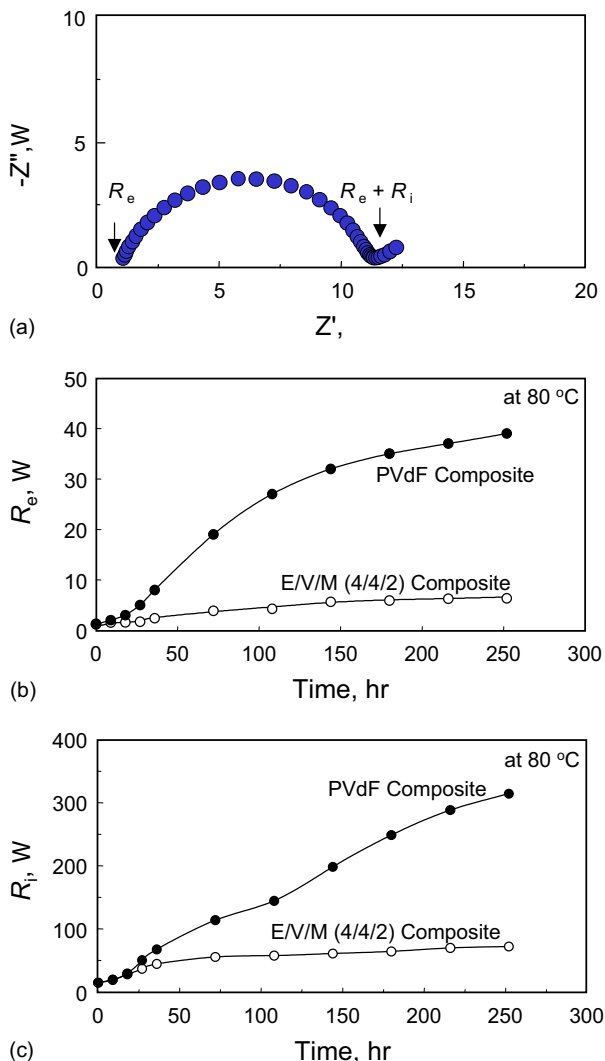 10
5
0
-Z", W
R e
R e + R i
0 5 10 15 20
Z',
(a)
50
40
30
20
10
0
R e, W
at 80 °C
PVdF Composite
E/V/M (4/4/2) Composite
0 50 100 150 200 250 300
Time, hr
(b)
400
300
200
100
0
R i, W
at 80 °C
PVdF Composite
E/V/M (4/4/2) Composite
0 50 100 150 200 250 300
Time, hr
(c)